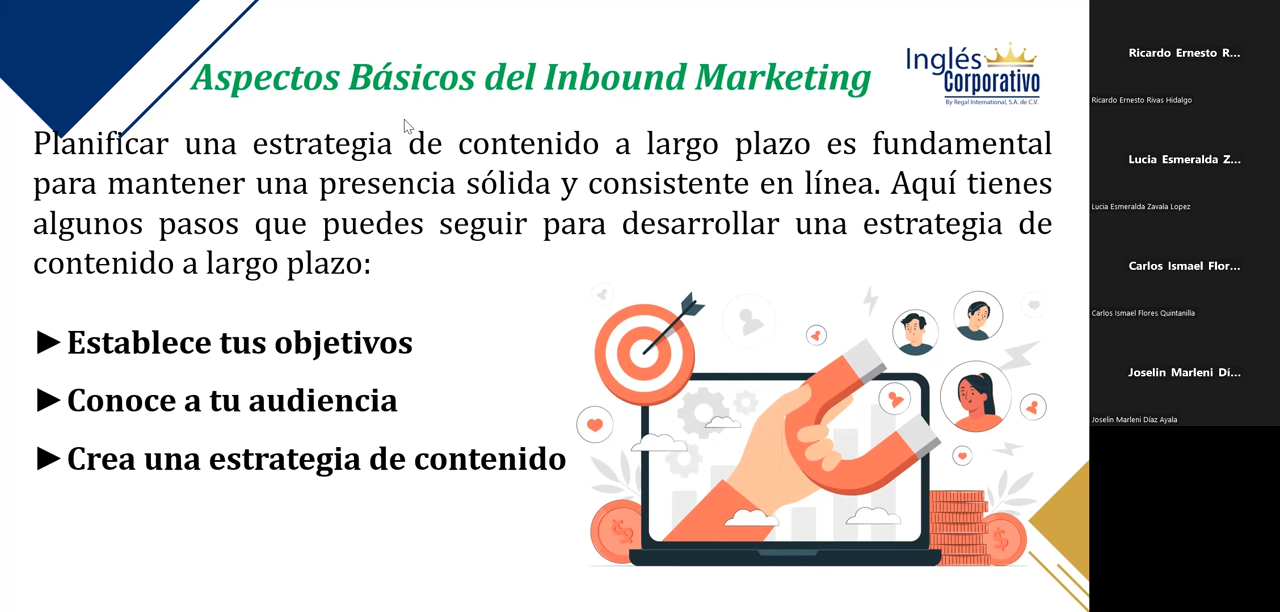 Aspectos Básicos del Inbound Marketing
Inglés
Corporativo
By Regal International, S.A. de C.V.
Planificar una estrategia de contenido a largo plazo es fundamental
para mantener una presencia sólida y consistente en línea. Aquí tienes
algunos pasos que puedes seguir para desarrollar una estrategia de
contenido a largo plazo:
►Establece tus objetivos
►Conoce a tu audiencia
►Crea una estrategia de contenido
Ricardo Ernesto R...
Ricardo Ernesto Rivas Hidalgo
Lucia Esmeralda Z...
Lucia Esmeralda Zavala Lopez
Carlos Ismael Flor...
Carlos Ismael Flores Quintanilla
Joselin Marleni Dí...
Joselin Marleni Díaz Ayala